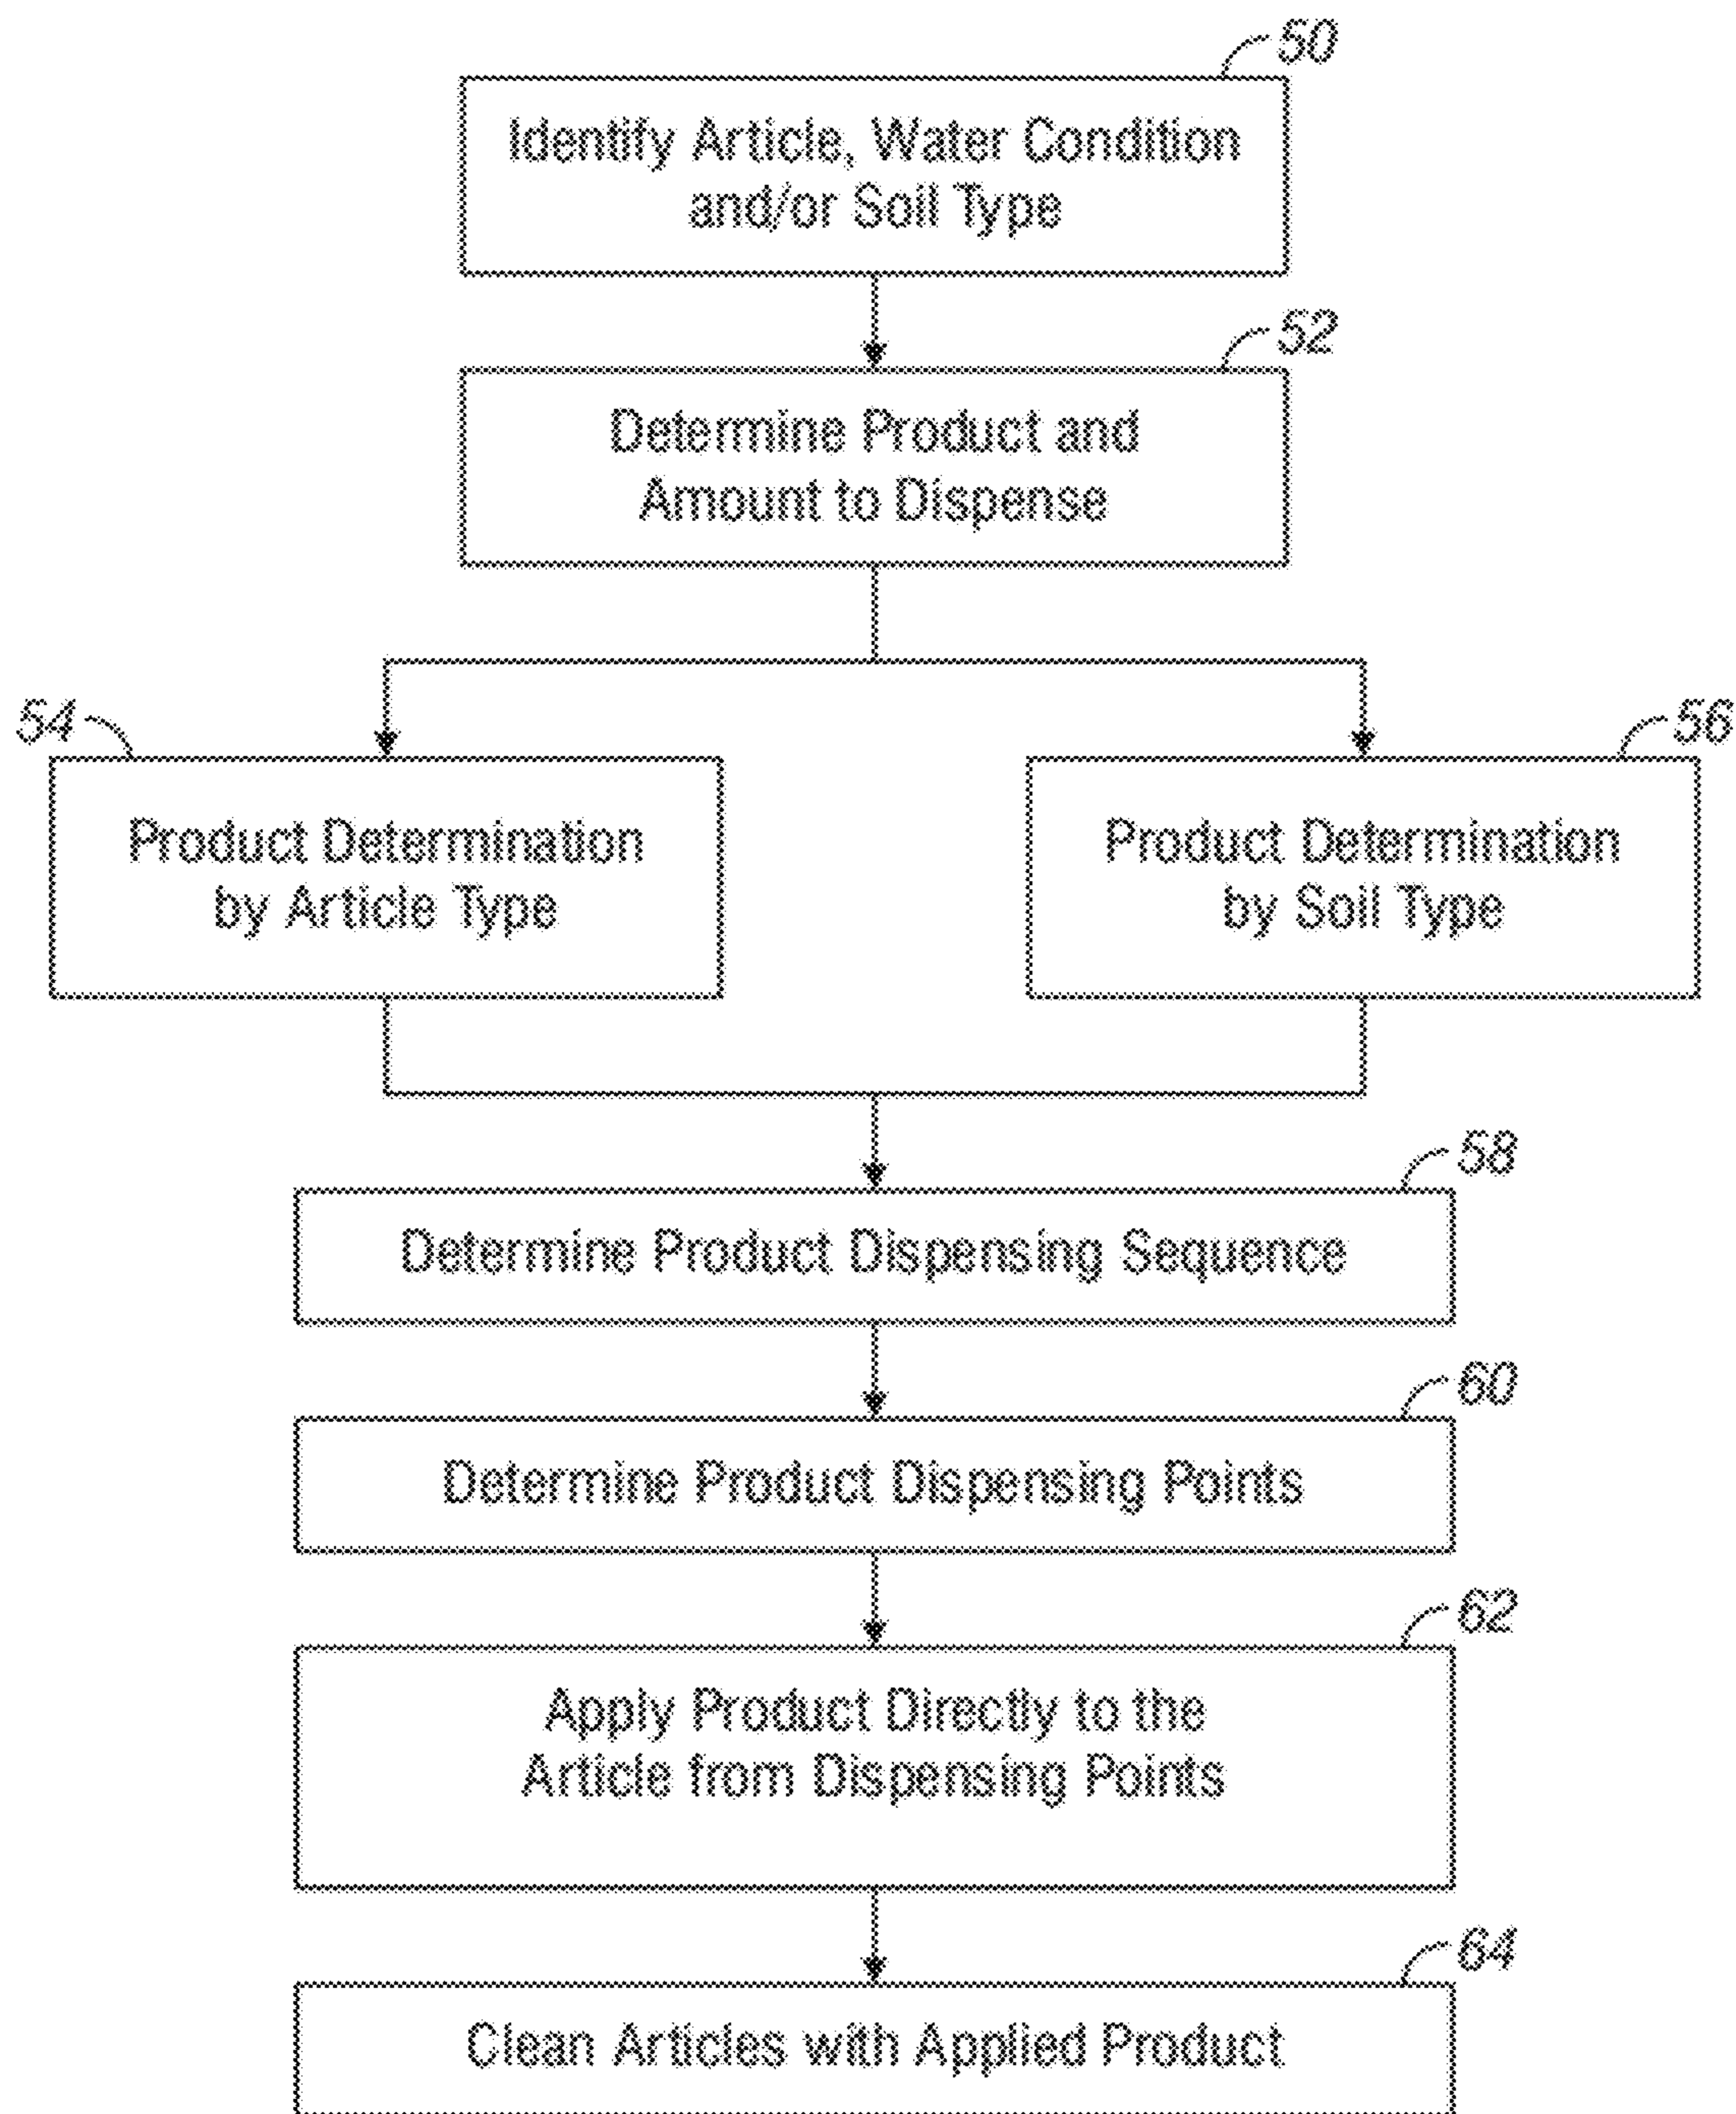 50
Identify Article, Water Condition
and/or Soil Type
52
Determine Product and
Amount to Dispense
54
Product Determination
by Article Type
56
Product Determination
by Soil Type
58
Determine Product Dispensing Sequence
60
Determine Product Dispensing Points
62
Apply Product Directly to the
Article from Dispensing Points
64
Clean Articles with Applied Product